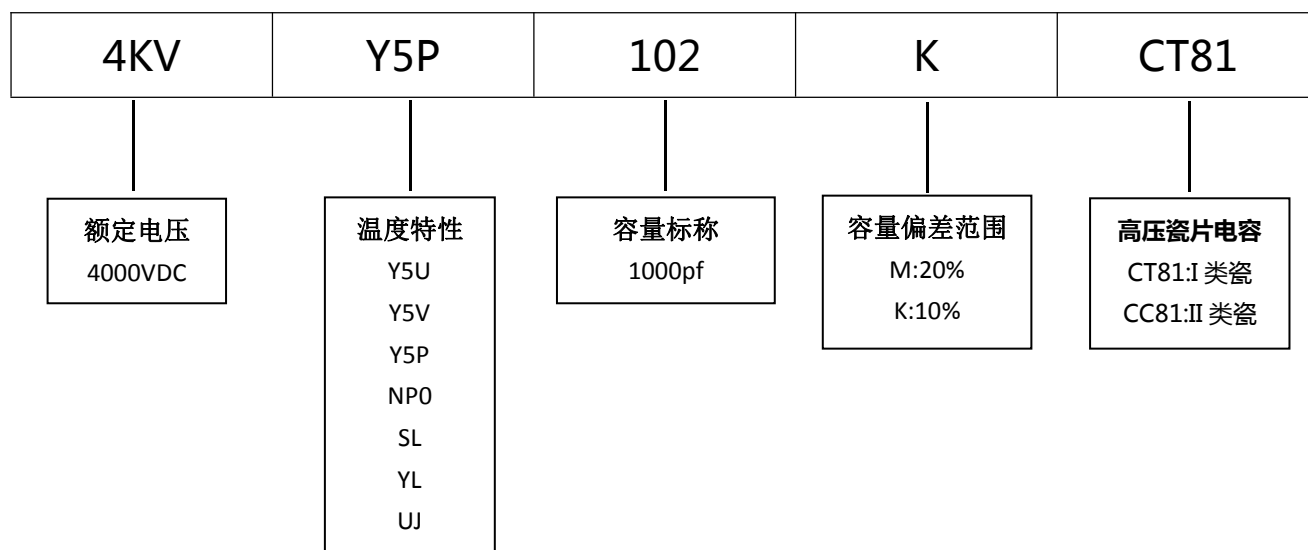 4KV Y5P 102 K CT81
额定电压
4000VDC
温度特性
Y5U
Y5V
Y5P
NP0
SL
YL
UJ
容量标称
1000pf
容量偏差范围
M:20%
K:10%
高压瓷片电容
CT81:I 类瓷
CC81:II 类瓷